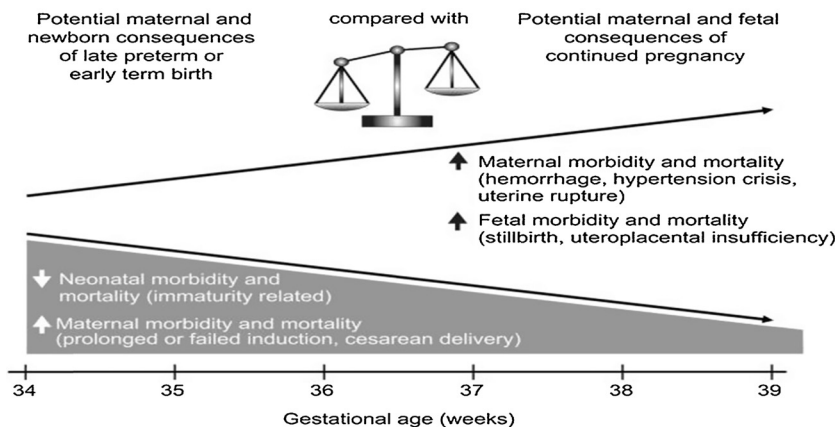 Potential maternal and
newborn consequences
of late preterm or
early term birth
compared with
Potential maternal and fetal
consequences of
continued pregnancy
Maternal morbidity and mortality
(hemorrhage, hypertension crisis,
uterine rupture)
Fetal morbidity and mortality
(stillbirth, uteroplacental insufficiency)
Neonatal morbidity and
mortality (immaturity related)
Maternal morbidity and mortality
(prolonged or failed induction, cesarean delivery)
34 35 36 37 38 39
Gestational age (weeks)